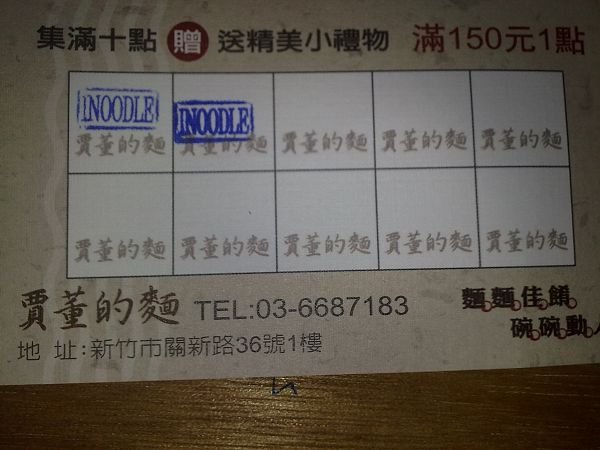 集滿十點 贈 送精美小禮物 滿150元1點
INOODLE INOODLE
賈董的麵 賈董的麵 賈董的麵 賈董的麵 賈董的麵
賈董的麵 賈董的麵 賈董的麵 賈董的麵 賈董的麵
賈董的麵 TEL:03-6687183 麵麵佳餚
碗碗動人
地 址:新竹市關新路36號1樓